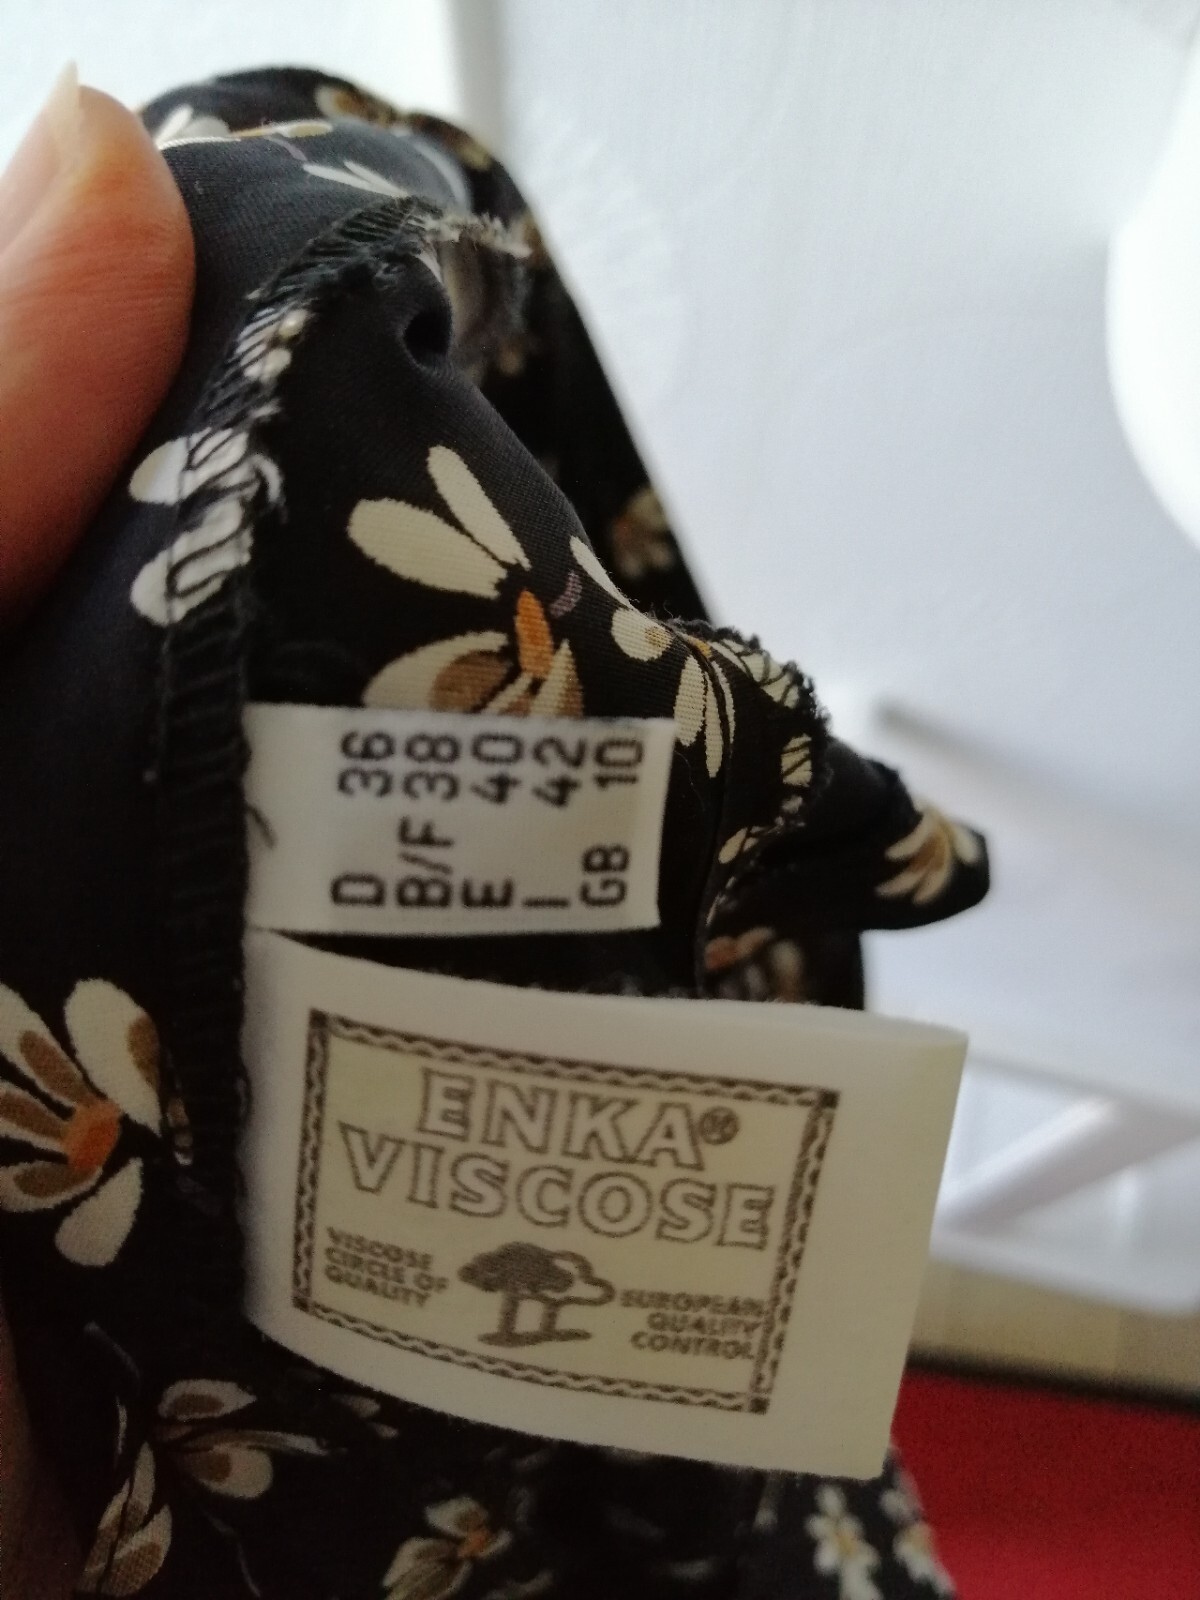 D 36
B/F 38
E 40
I 42
GB 10
ENKA®
VISCOSE
VISCOSE
CIRCLE OF
QUALITY
EUROPEAN
QUALITY
CONTROL